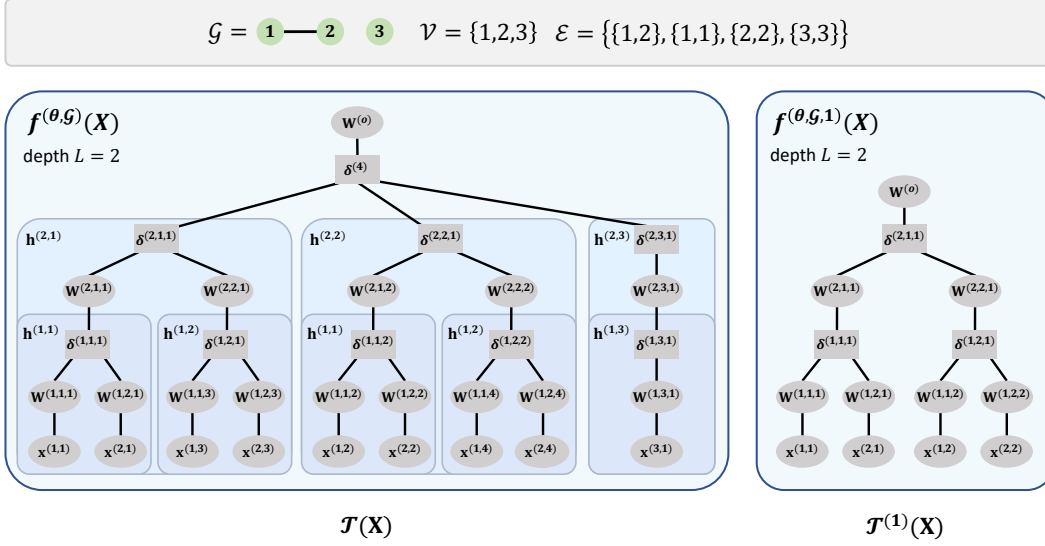 𝒢 = 1 2 3 𝒱 = {1,2,3} ℰ = {{1,2}, {1,1}, {2,2}, {3,3}}
f^(θ,𝒢)(X)
depth L = 2
W^(o)
δ^(4)
h^(2,1) δ^(2,1,1) h^(2,2) δ^(2,2,1) h^(2,3) δ^(2,3,1)
W^(2,1,1) W^(2,2,1) W^(2,1,2) W^(2,2,2) W^(2,3,1)
h^(1,1) δ^(1,1,1) h^(1,2) δ^(1,2,1) h^(1,1) δ^(1,1,2) h^(1,2) δ^(1,2,2) h^(1,3) δ^(1,3,1)
W^(1,1,1) W^(1,2,1) W^(1,1,3) W^(1,2,3) W^(1,1,2) W^(1,2,2) W^(1,1,4) W^(1,2,4) W^(1,3,1)
x^(1,1) x^(2,1) x^(1,3) x^(2,3) x^(1,2) x^(2,2) x^(1,4) x^(2,4) x^(3,1)
𝒯(X)
f^(θ,𝒢,1)(X)
depth L = 2
W^(o)
δ^(2,1,1)
W^(2,1,1) W^(2,2,1)
δ^(1,1,1) δ^(1,2,1)
W^(1,1,1) W^(1,2,1) W^(1,1,2) W^(1,2,2)
x^(1,1) x^(2,1) x^(1,2) x^(2,2)
𝒯^(1)(X)